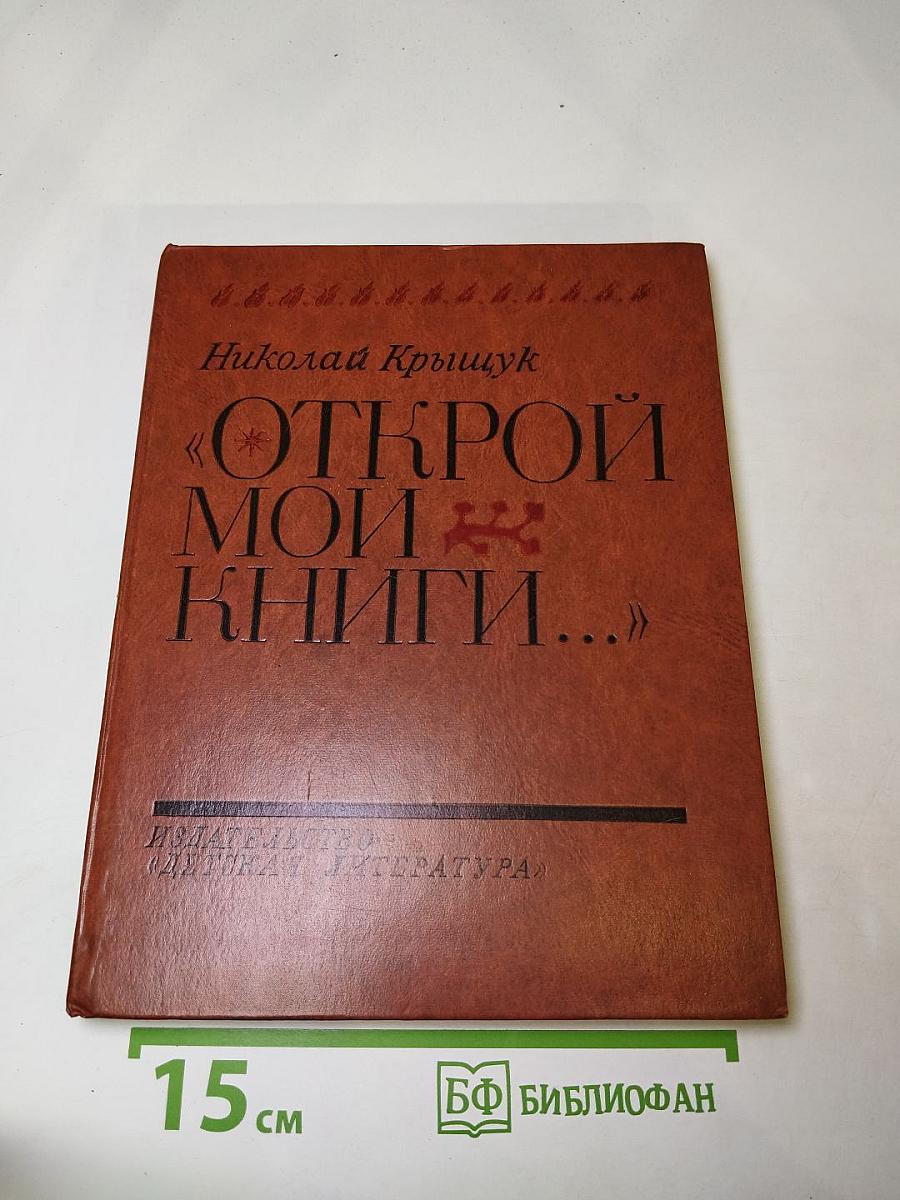 Николай Крыщук
«ОТКРОЙ
МОИ
КНИГИ...»
ИЗДАТЕЛЬСТВО
«ДЕТСКАЯ ЛИТЕРАТУРА»
15 см
БФ БИБЛИОФАН